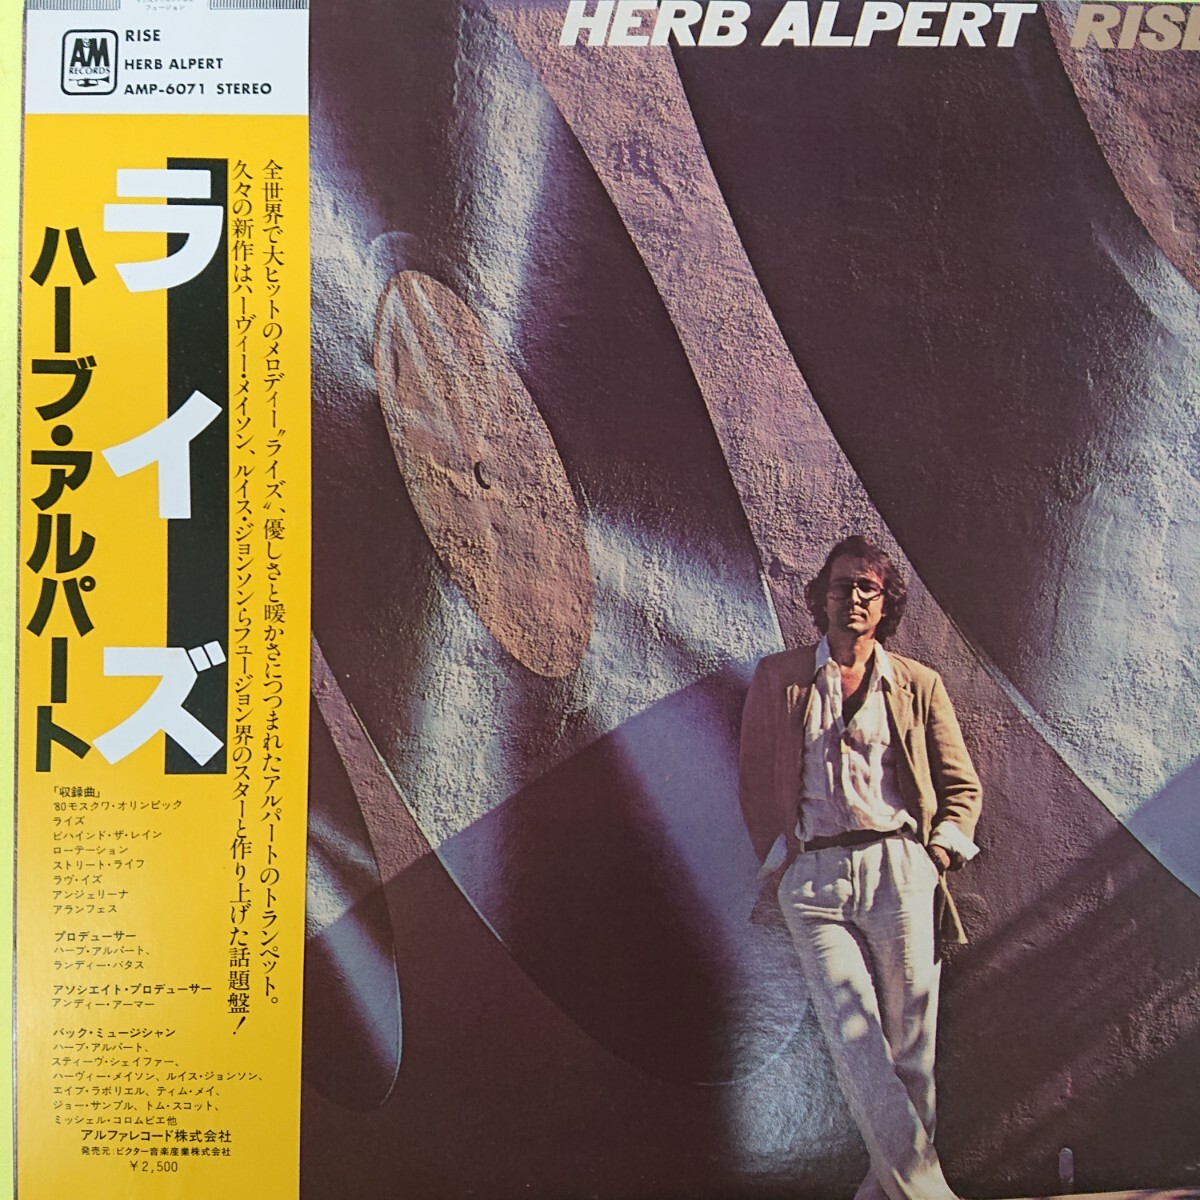 RISE
HERB ALPERT
AMP-6071 STEREO
A&M
RECORDS
HERB ALPERT RISE
ライズ
ハーブ・アルパート
全世界で大ヒットのメロディー〝ライズ〟、優しさと暖かさにつつまれたアルパートのトランペット。
久々の新作はハーヴィー・メイソン、ルイス・ジョンソンらフュージョン界のスターと作り上げた話題盤!
「収録曲」
'80モスクワ・オリンピック
ライズ
ビハインド・ザ・レイン
ローテーション
ストリート・ライフ
ラヴ・イズ
アンジェリーナ
アランフェス
プロデューサー
ハーブ・アルパート、
ランディー・バタス
アソシエイト・プロデューサー
アンディー・アーマー
バック・ミュージシャン
ハーブ・アルパート、
スティーヴ・シェイファー、
ハーヴィー・メイソン、ルイス・ジョンソン、
エイブ・ラボリエル、ティム・メイ、
ジョー・サンプル、トム・スコット、
ミッシェル・コロムビエ他
アルファレコード株式会社
発売元:ビクター音楽産業株式会社
¥2,500